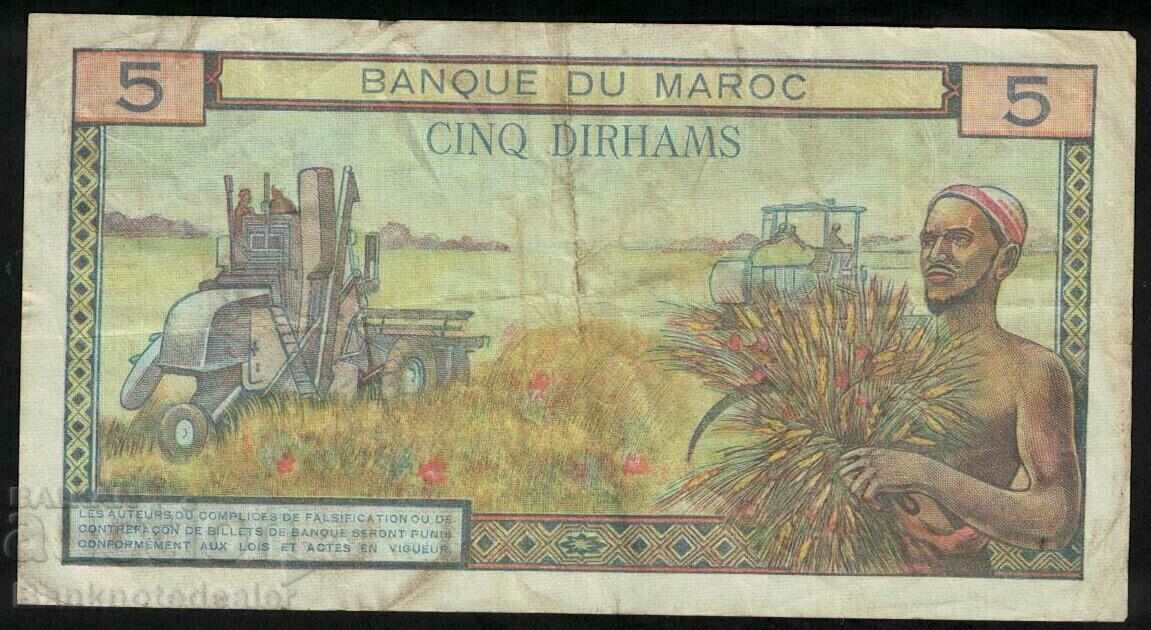 5
BANQUE DU MAROC
5
CINQ DIRHAMS
LES AUTEURS OU COMPLICES DE FALSIFICATION OU DE
CONTREFAÇON DE BILLETS DE BANQUE SERONT PUNIS
CONFORMÉMENT AUX LOIS ET ACTES EN VIGUEUR.
Banknotedealer